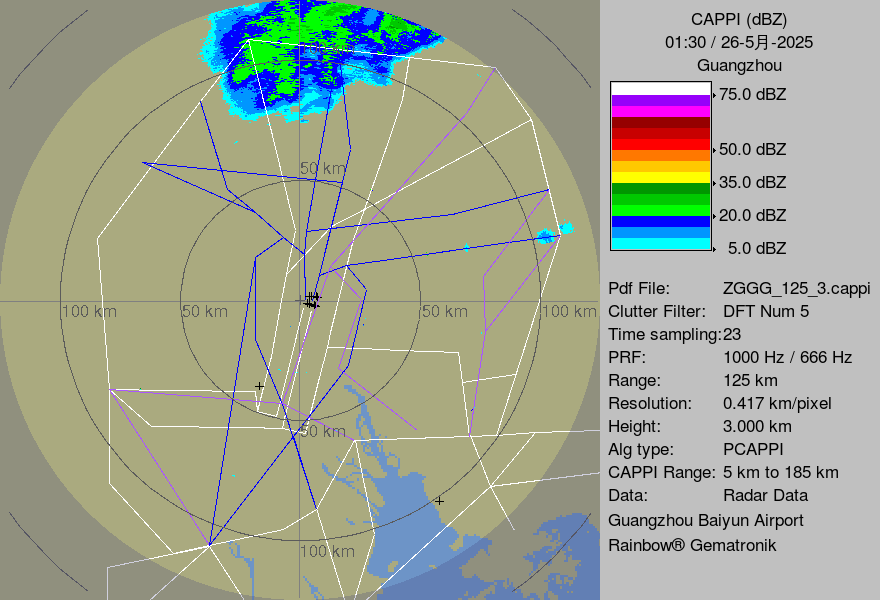 CAPPI (dBZ)
01:30 / 26-5月-2025
Guangzhou
75.0 dBZ
50.0 dBZ
35.0 dBZ
20.0 dBZ
5.0 dBZ
Pdf File: ZGGG_125_3.cappi
Clutter Filter: DFT Num 5
Time sampling:23
PRF: 1000 Hz / 666 Hz
Range: 125 km
Resolution: 0.417 km/pixel
Height: 3.000 km
Alg type: PCAPPI
CAPPI Range: 5 km to 185 km
Data: Radar Data
Guangzhou Baiyun Airport
Rainbow® Gematronik
50 km
100 km
50 km
50 km
100 km
50 km
100 km